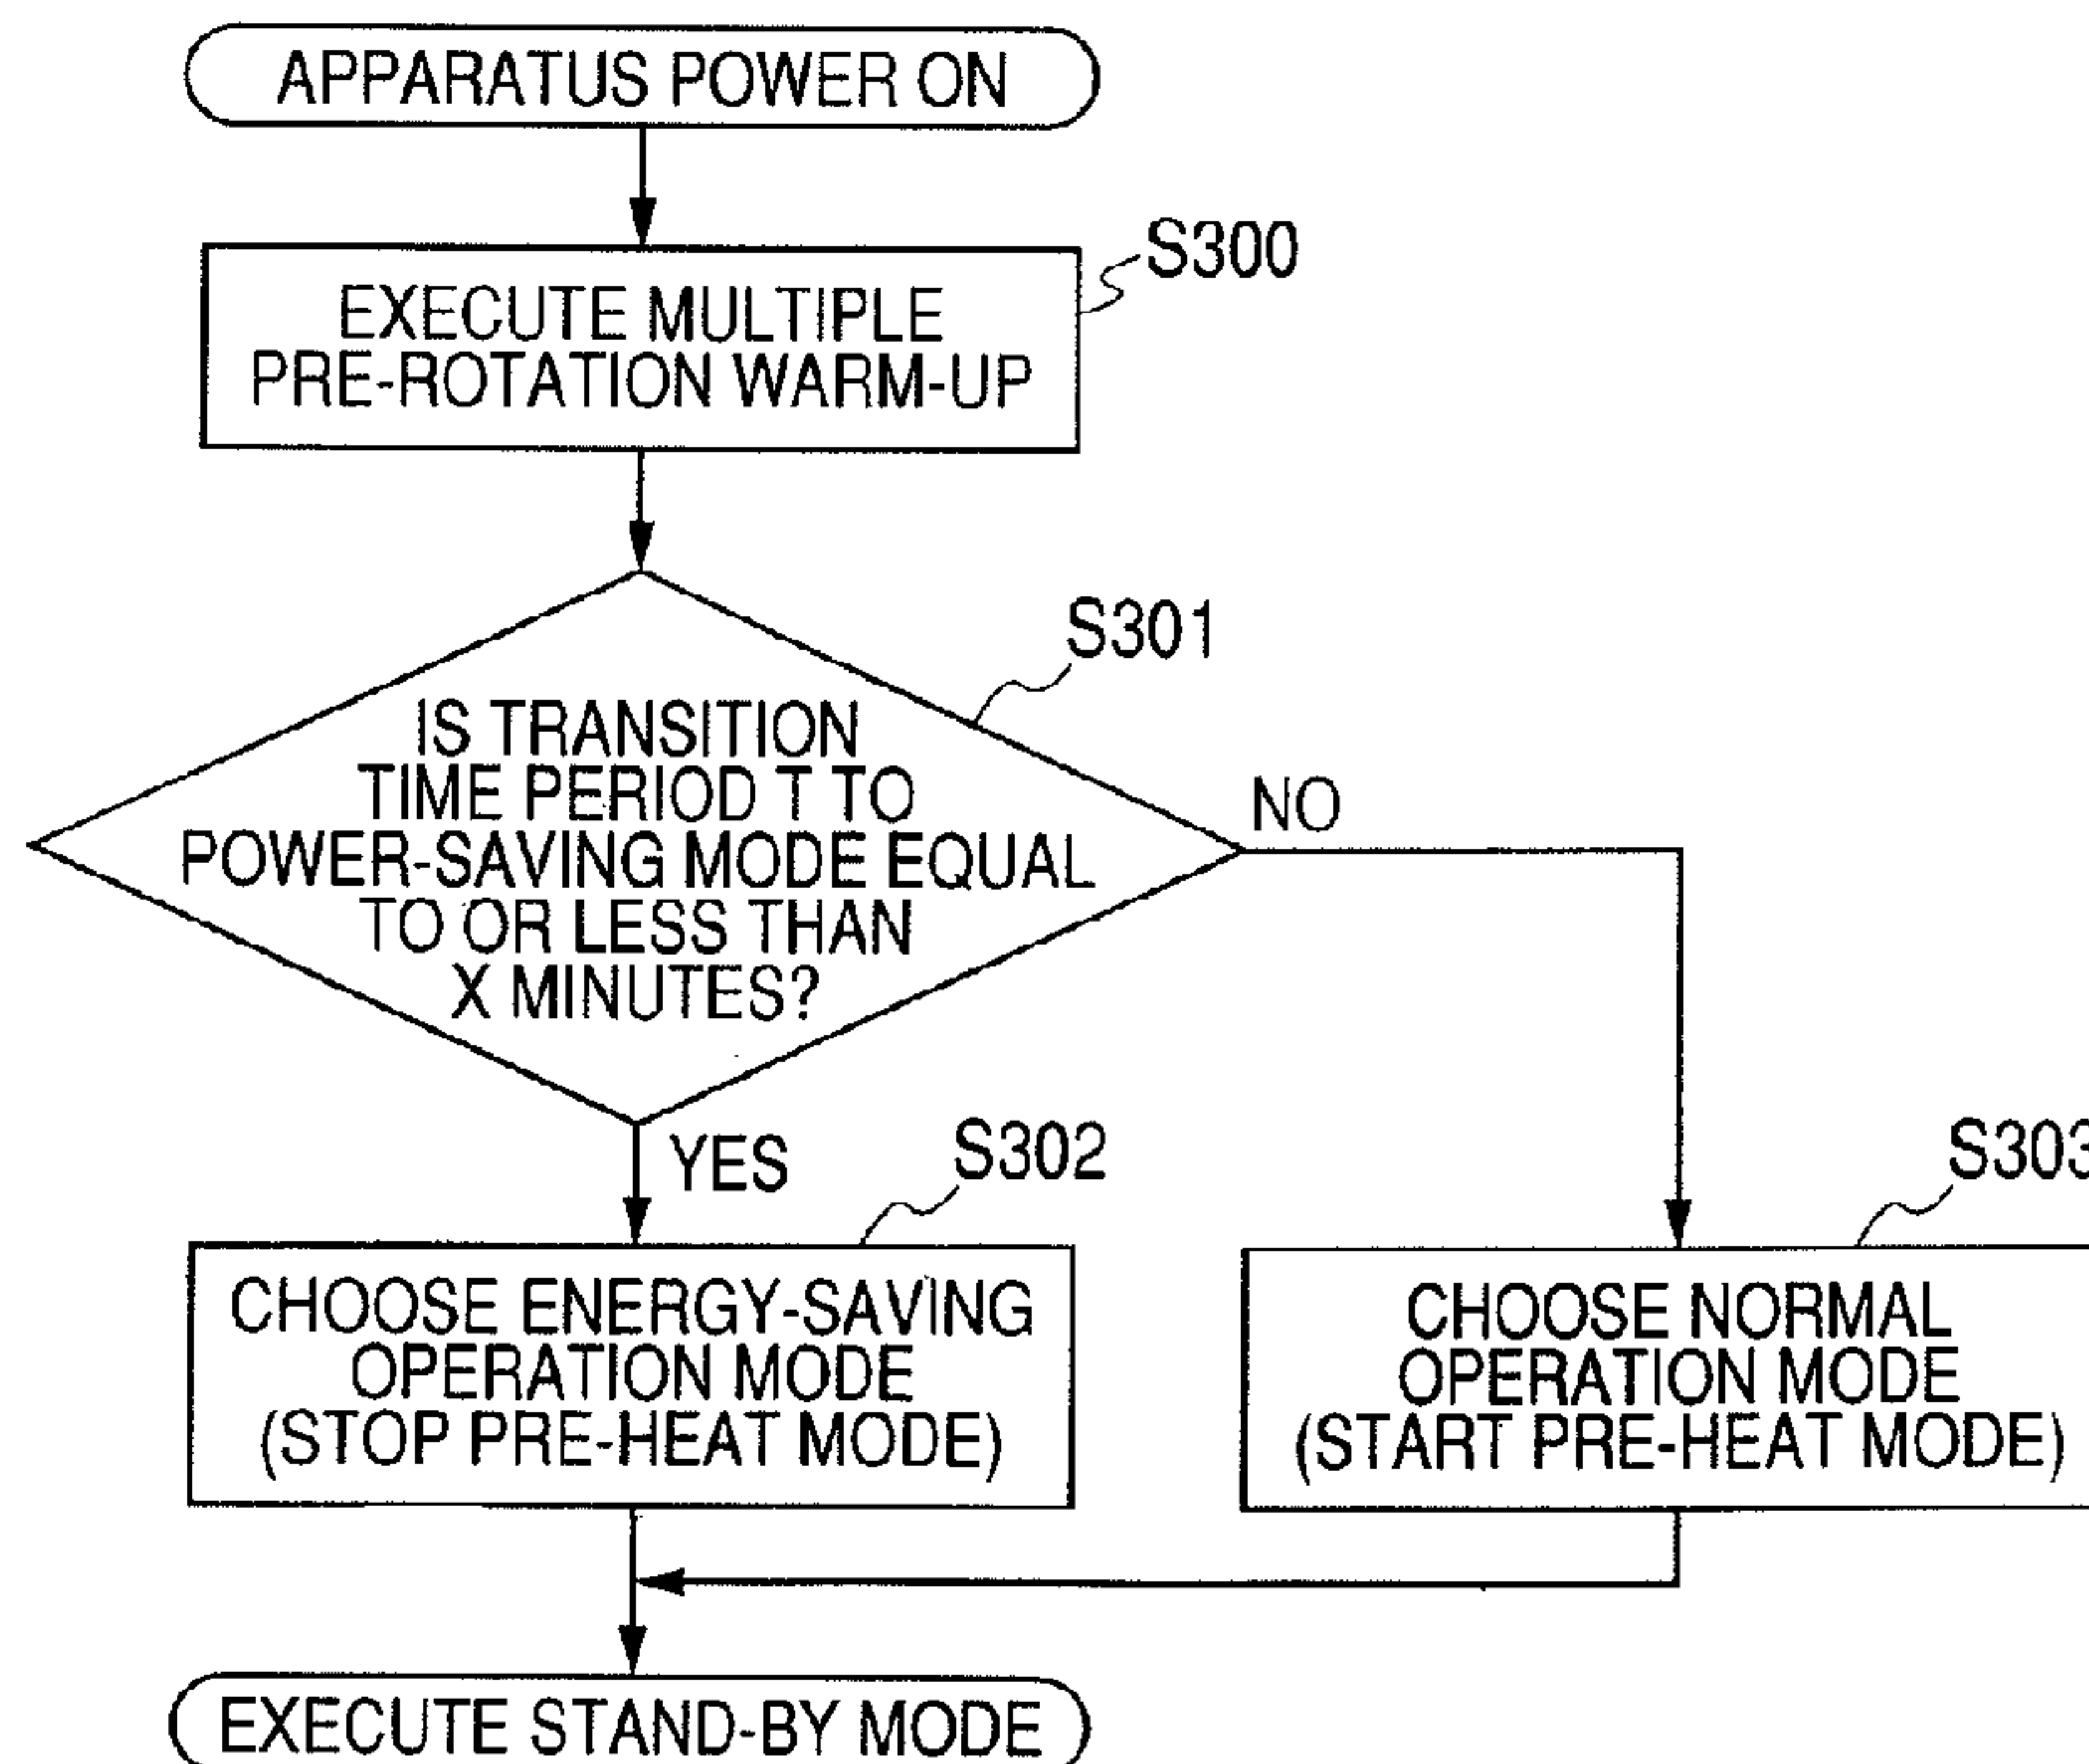 APPARATUS POWER ON
S300
EXECUTE MULTIPLE
PRE-ROTATION WARM-UP
S301
IS TRANSITION
TIME PERIOD T TO
POWER-SAVING MODE EQUAL
TO OR LESS THAN
X MINUTES?
NO
YES
S302
S303
CHOOSE ENERGY-SAVING
OPERATION MODE
(STOP PRE-HEAT MODE)
CHOOSE NORMAL
OPERATION MODE
(START PRE-HEAT MODE)
EXECUTE STAND-BY MODE